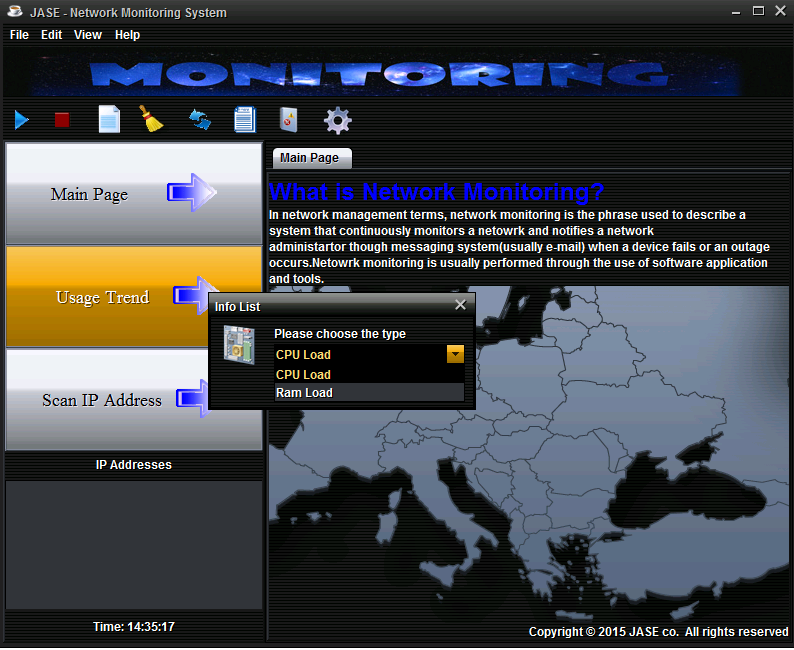 JASE - Network Monitoring System
File Edit View Help
MONITORING
Main Page
Usage Trend
Scan IP Address
IP Addresses
Time: 14:35:17
Main Page
What is Network Monitoring?
In network management terms, network monitoring is the phrase used to describe a
system that continuously monitors a netowrk and notifies a network
administartor though messaging system(usually e-mail) when a device fails or an outage
occurs.Netowrk monitoring is usually performed through the use of software application
and tools.
Info List
Please choose the type
CPU Load
CPU Load
Ram Load
Copyright © 2015 JASE co. All rights reserved